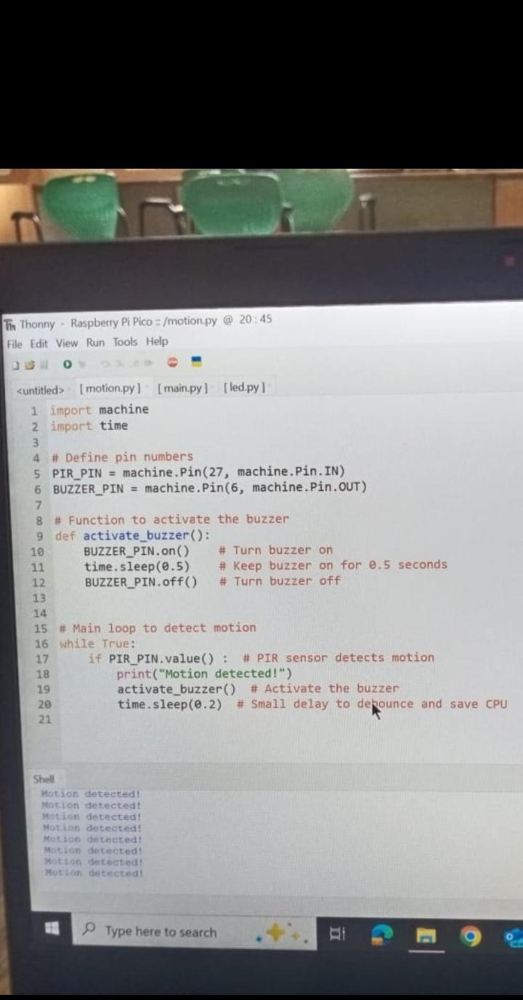 Thonny - Raspberry Pi Pico :: /motion.py @ 20 : 45
File Edit View Run Tools Help
<untitled> [ motion.py ] [ main.py ] [ led.py ]
1 import machine
2 import time
3
4 # Define pin numbers
5 PIR_PIN = machine.Pin(27, machine.Pin.IN)
6 BUZZER_PIN = machine.Pin(6, machine.Pin.OUT)
7
8 # Function to activate the buzzer
9 def activate_buzzer():
10     BUZZER_PIN.on()    # Turn buzzer on
11     time.sleep(0.5)    # Keep buzzer on for 0.5 seconds
12     BUZZER_PIN.off()   # Turn buzzer off
13
14
15 # Main loop to detect motion
16 while True:
17     if PIR_PIN.value() :  # PIR sensor detects motion
18         print("Motion detected!")
19         activate_buzzer()  # Activate the buzzer
20         time.sleep(0.2)  # Small delay to debounce and save CPU
21
Shell
Motion detected!
Motion detected!
Motion detected!
Motion detected!
Motion detected!
Motion detected!
Motion detected!
Motion detected!
Type here to search